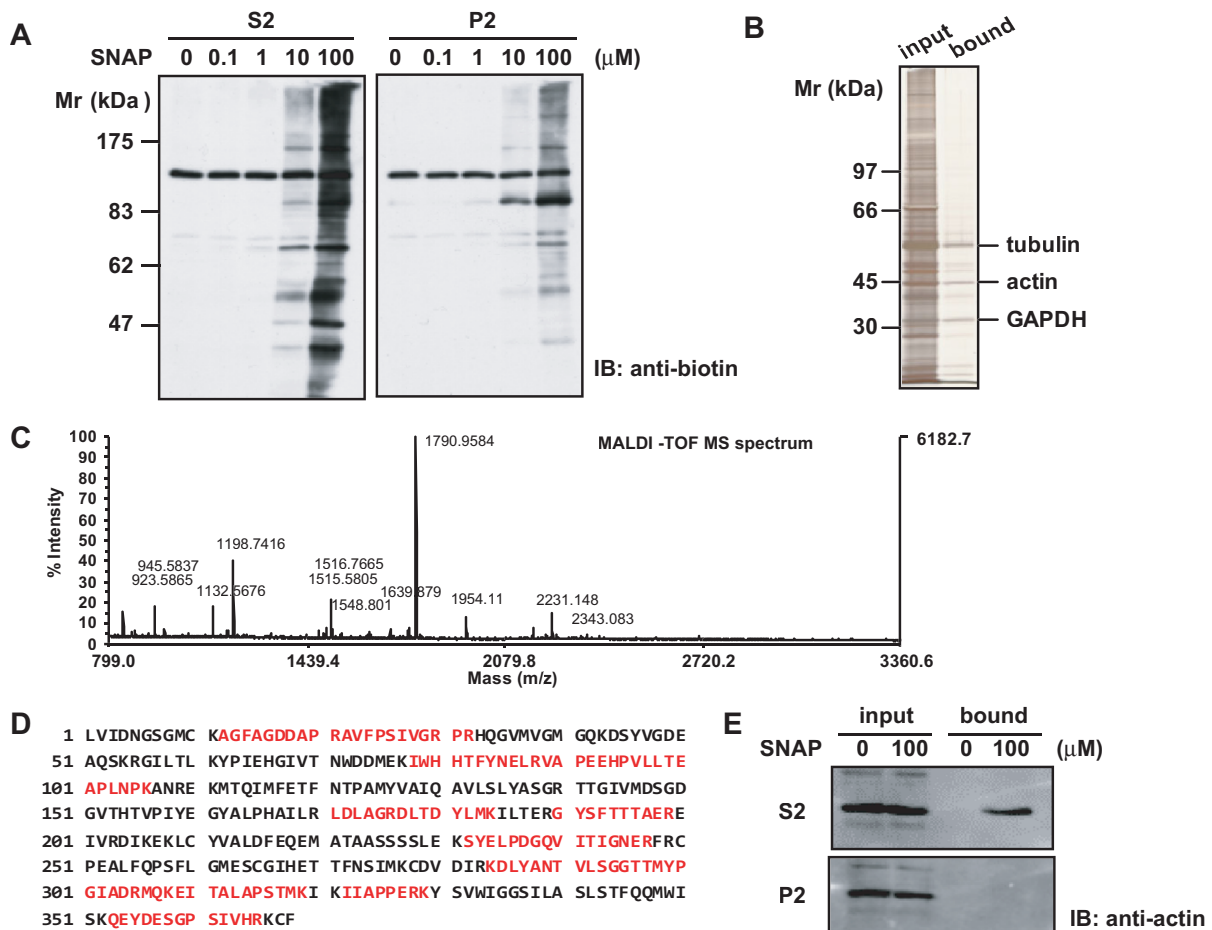 A
S2
P2
SNAP 0 0.1 1 10 100 0 0.1 1 10 100 (μM)
Mr (kDa )
175
83
62
47
IB: anti-biotin
B
input bound
Mr (kDa)
97
66
45
30
tubulin
actin
GAPDH
C
MALDI -TOF MS spectrum
6182.7
% Intensity
100
90
80
70
60
50
40
30
20
10
0
945.5837
923.5865
1132.5676
1198.7416
1516.7665
1515.5805
1548.801
1639.879
1790.9584
1954.11
2231.148
2343.083
799.0 1439.4 2079.8 2720.2 3360.6
Mass (m/z)
D
1 LVIDNGSGMC KAGFAGDDAP RAVFPSIVGR PRHQGVMVGM GQKDSYVGDE
51 AQSKRGILTL KYPIEHGIVT NWDDMEKIWH HTFYNELRVA PEEHPVLLTE
101 APLNPKANRE KMTQIMFETF NTPAMYVAIQ AVLSLYASGR TTGIVMDSGD
151 GVTHTVPIYE GYALPHAILR LDLAGRDLTD YLMKILTERG YSFTTTAERE
201 IVRDIKEKLC YVALDFEQEM ATAASSSSLE KSYELPDGQV ITIGNERFRC
251 PEALFQPSFL GMESCGIHET TFNSIMKCDV DIRKDLYANT VLSGGTTMYP
301 GIADRMQKEI TALAPSTMKI KIIAPPERKY SVWIGGSILA SLSTFQQMWI
351 SKQEYDESGP SIVHRKCF
E
input bound
SNAP 0 100 0 100 (μM)
S2
P2
IB: anti-actin